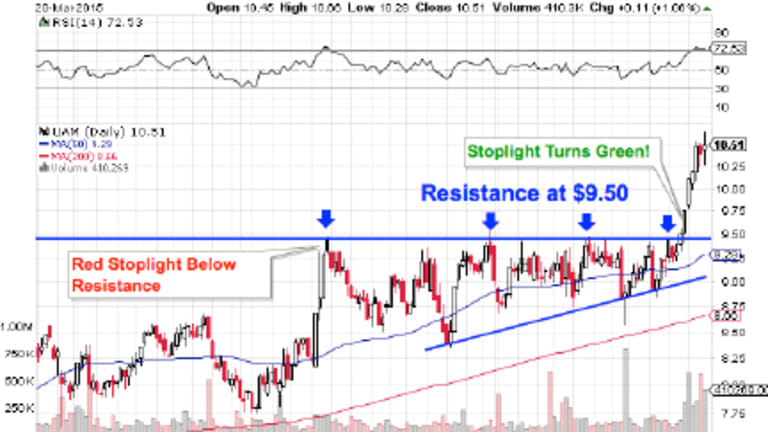 20-Mar-2015 Open 10.45 High 10.66 Low 10.28 Close 10.51 Volume 410.3K Chg +0.11 (+1.06%)
RSI(14) 72.53
90
72.53
50
30
10
UAM (Daily) 10.51
MA(50) 9.29
MA(200) 8.66
Volume 410,269
Stoplight Turns Green!
10.51
10.25
10.00
Resistance at $9.50
9.75
9.50
Red Stoplight Below
Resistance
9.29
9.00
8.75
1.00M
8.50
750K
8.25
500K
8.00
250K
7.75